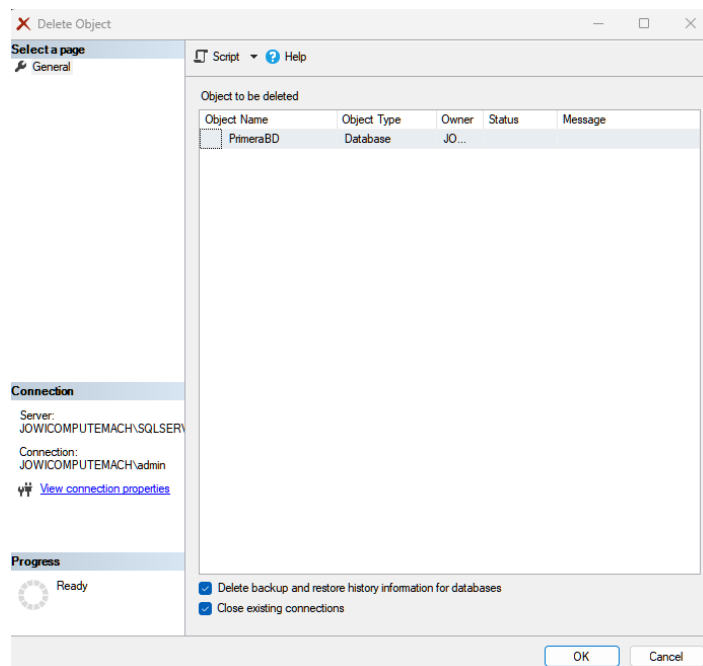 Delete Object
Select a page
General
Script Help
Object to be deleted
Object Name Object Type Owner Status Message
PrimeraBD Database JO...
Connection
Server:
JOWICOMPUTEMACH\SQLSERV
Connection:
JOWICOMPUTEMACH\admin
View connection properties
Progress
Ready
Delete backup and restore history information for databases
Close existing connections
OK Cancel